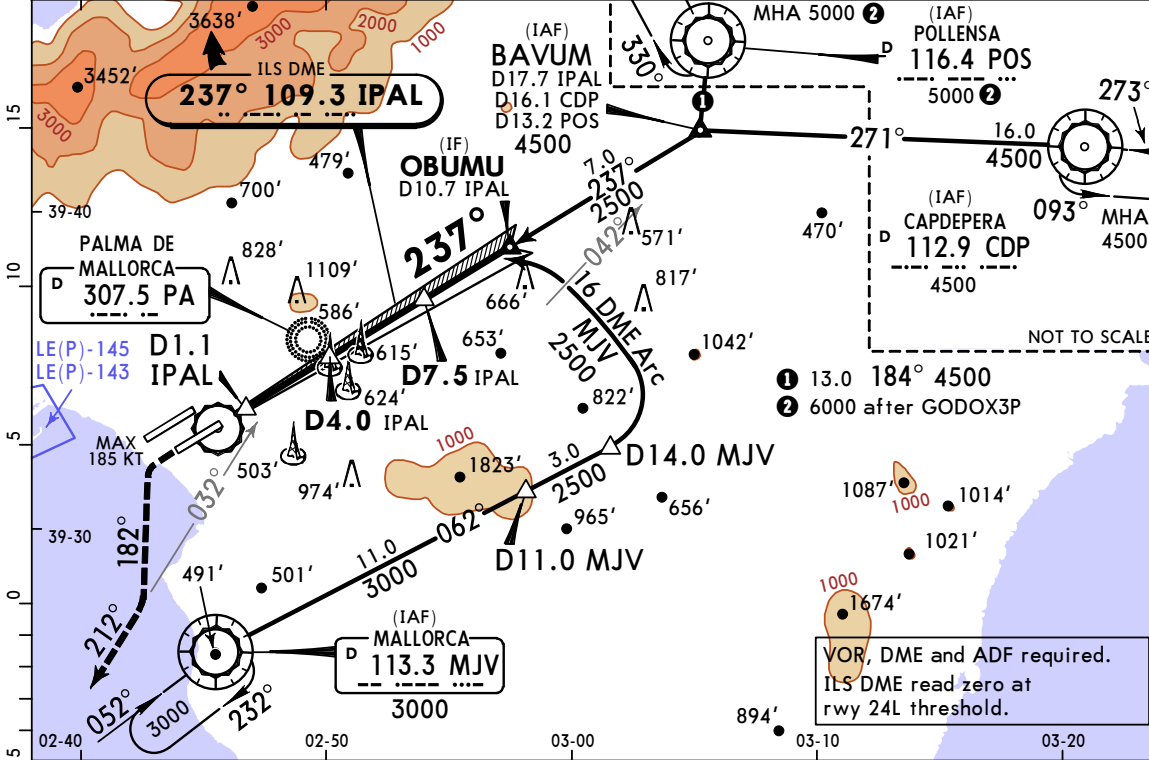 3638'
3000
2000
1000
3452'
3000
ILS DME
237° 109.3 IPAL
MHA 5000 2
(IAF)
BAVUM
D17.7 IPAL
D16.1 CDP
D13.2 POS
4500
330°
(IAF)
POLLENSA
D 116.4 POS
5000 2
1
273°
271°
16.0
4500
093°
MHA
4500
(IAF)
CAPDEPERA
D 112.9 CDP
4500
15
479'
700'
(IF)
OBUMU
D10.7 IPAL
7.0
237°
2500
237°
042°
571'
470'
39-40
PALMA DE
MALLORCA
D 307.5 PA
828'
1109'
586'
10
666'
817'
16 DME Arc
MJV
2500
NOT TO SCALE
LE(P)-145
LE(P)-143
D1.1
IPAL
615'
653'
1042'
D7.5 IPAL
624'
D4.0 IPAL
822'
1 13.0 184° 4500
2 6000 after GODOX3P
5
MAX
185 KT
503'
974'
1000
1823'
3.0
2500
D14.0 MJV
032°
656'
1087'
1000
1014'
39-30
182°
062°
965'
1021'
D11.0 MJV
11.0
3000
491'
501'
1000
1674'
0
212°
(IAF)
MALLORCA
D 113.3 MJV
3000
VOR, DME and ADF required.
ILS DME read zero at
rwy 24L threshold.
052°
3000
232°
894'
5
02-40
02-50
03-00
03-10
03-20